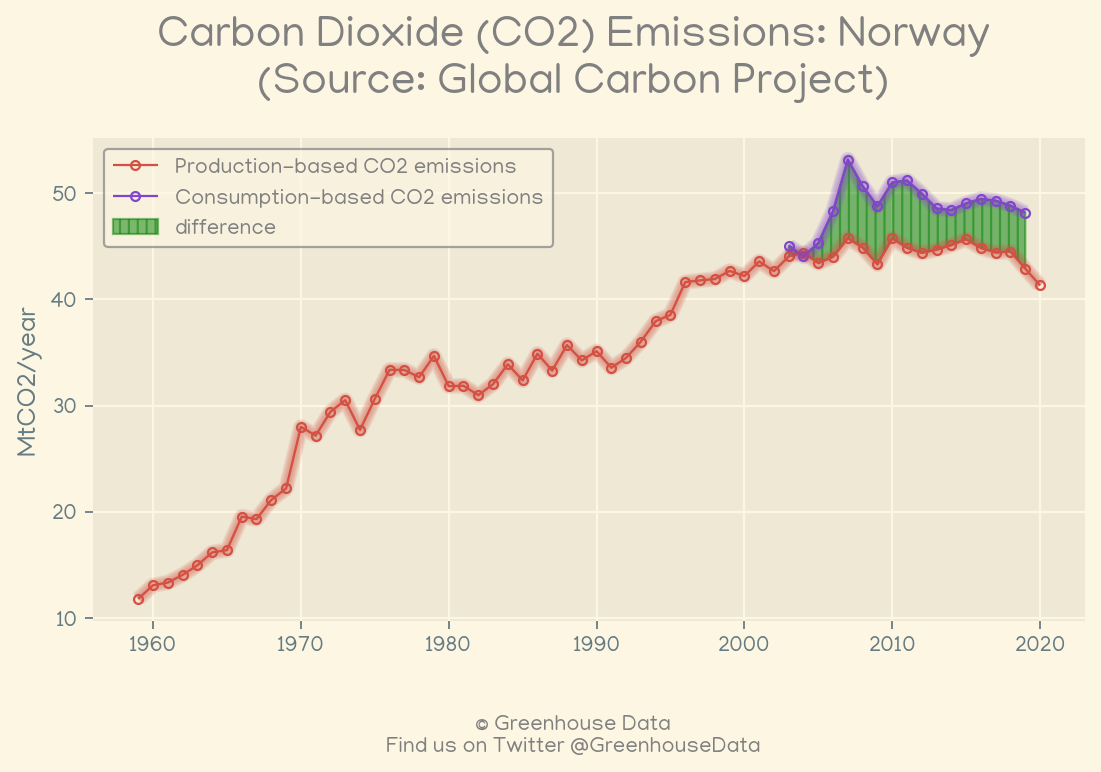 Carbon Dioxide (CO2) Emissions: Norway
(Source: Global Carbon Project)
Production-based CO2 emissions
Consumption-based CO2 emissions
difference
MtCO2/year
50
40
30
20
10
1960 1970 1980 1990 2000 2010 2020
© Greenhouse Data
Find us on Twitter @GreenhouseData